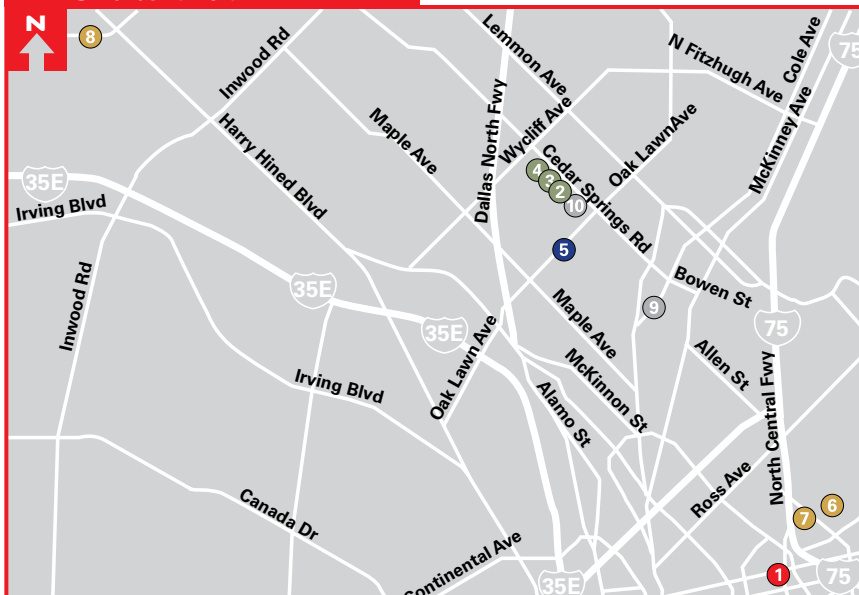 N
8
Inwood Rd
Lemmon Ave
Cole Ave
75
N Fitzhugh Ave
Dallas North Fwy
Wycliff Ave
Maple Ave
Harry Hined Blvd
Oak LawnAve
McKinney Ave
Cedar Springs Rd
4
3
2
10
35E
Irving Blvd
5
Inwood Rd
35E
Bowen St
9
Maple Ave
75
35E
Oak Lawn Ave
McKinnon St
Allen St
Irving Blvd
Alamo St
North Central Fwy
Ross Ave
Canada Dr
6
7
Continental Ave
35E
1
75